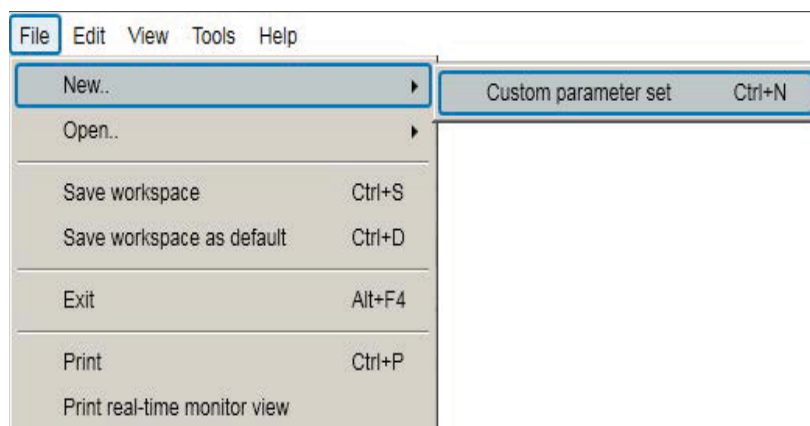 File Edit View Tools Help
New..
Custom parameter set Ctrl+N
Open..
Save workspace Ctrl+S
Save workspace as default Ctrl+D
Exit Alt+F4
Print Ctrl+P
Print real-time monitor view